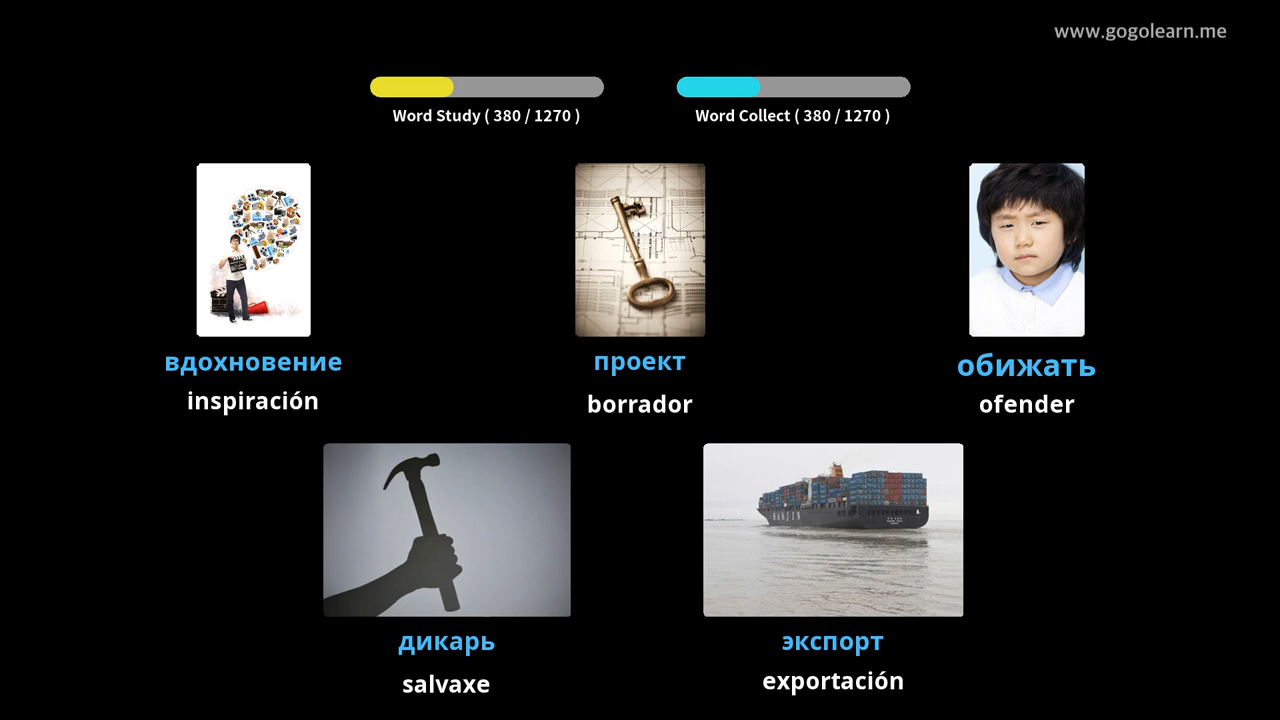 www.gogolearn.me
Word Study ( 380 / 1270 )
Word Collect ( 380 / 1270 )
вдохновение
inspiración
проект
borrador
обижать
ofender
HANJIN
дикарь
salvaxe
экспорт
exportación